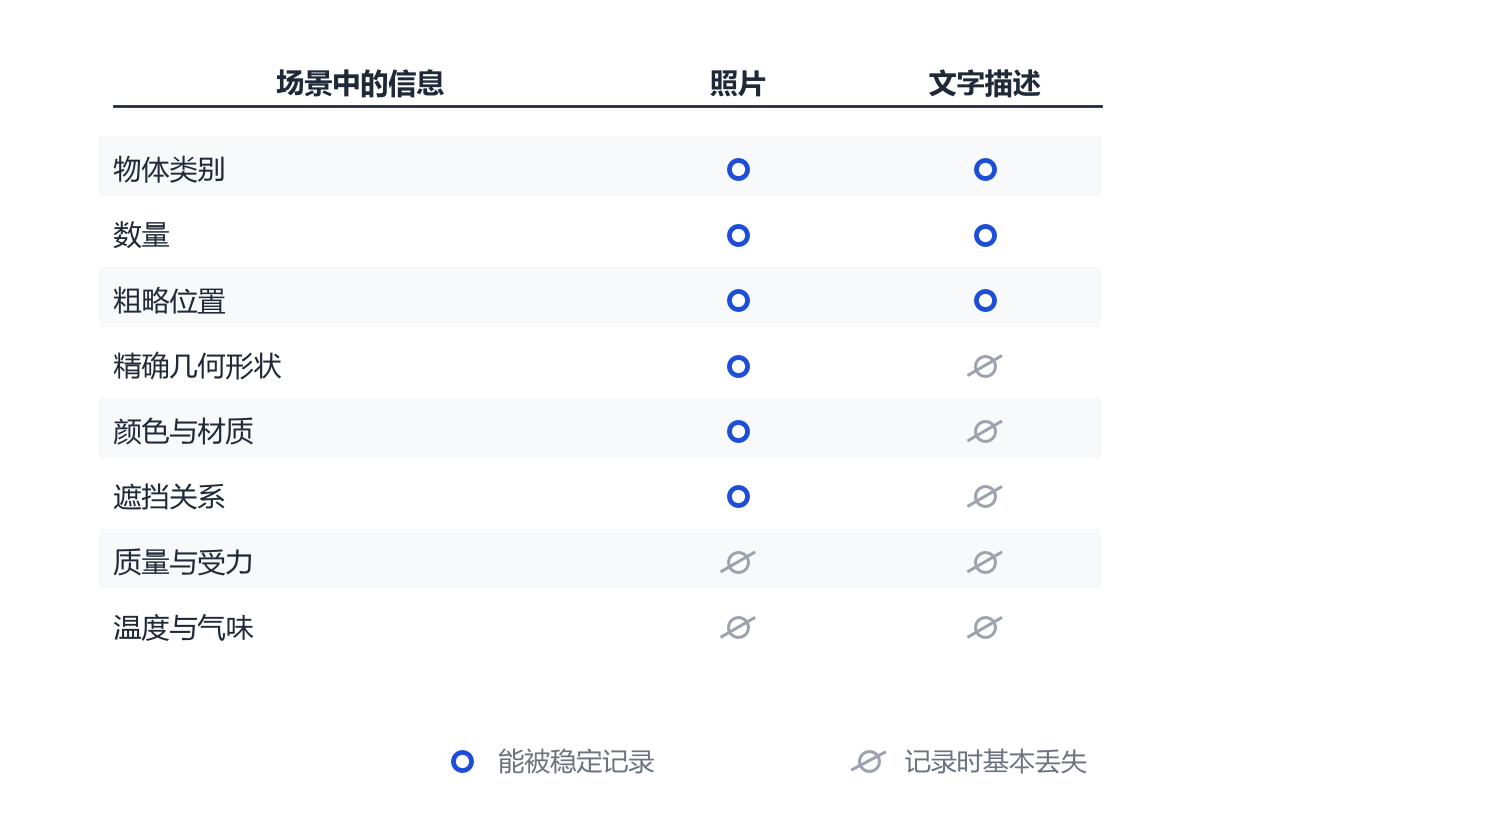 场景中的信息 照片 文字描述
物体类别
数量
粗略位置
精确几何形状
颜色与材质
遮挡关系
质量与受力
温度与气味
能被稳定记录 记录时基本丢失